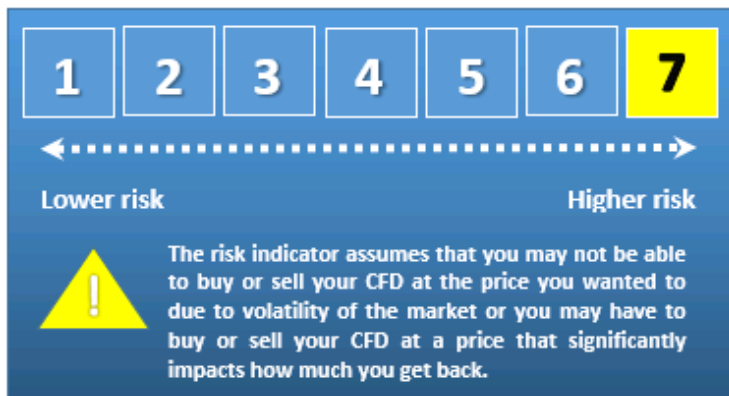 1 2 3 4 5 6 7
Lower risk Higher risk
!
The risk indicator assumes that you may not be able
to buy or sell your CFD at the price you wanted to
due to volatility of the market or you may have to
buy or sell your CFD at a price that significantly
impacts how much you get back.